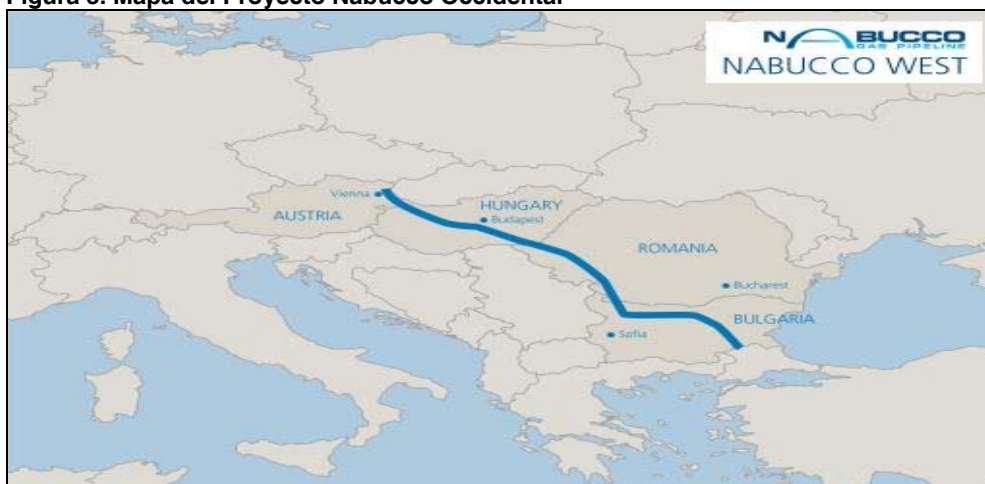 Figura 8: Mapa del Proyecto Nabucco Occidental
NABUCCO
GAS PIPELINE
NABUCCO WEST
Vienna
AUSTRIA
HUNGARY
Budapest
ROMANIA
Bucharest
BULGARIA
Sofia